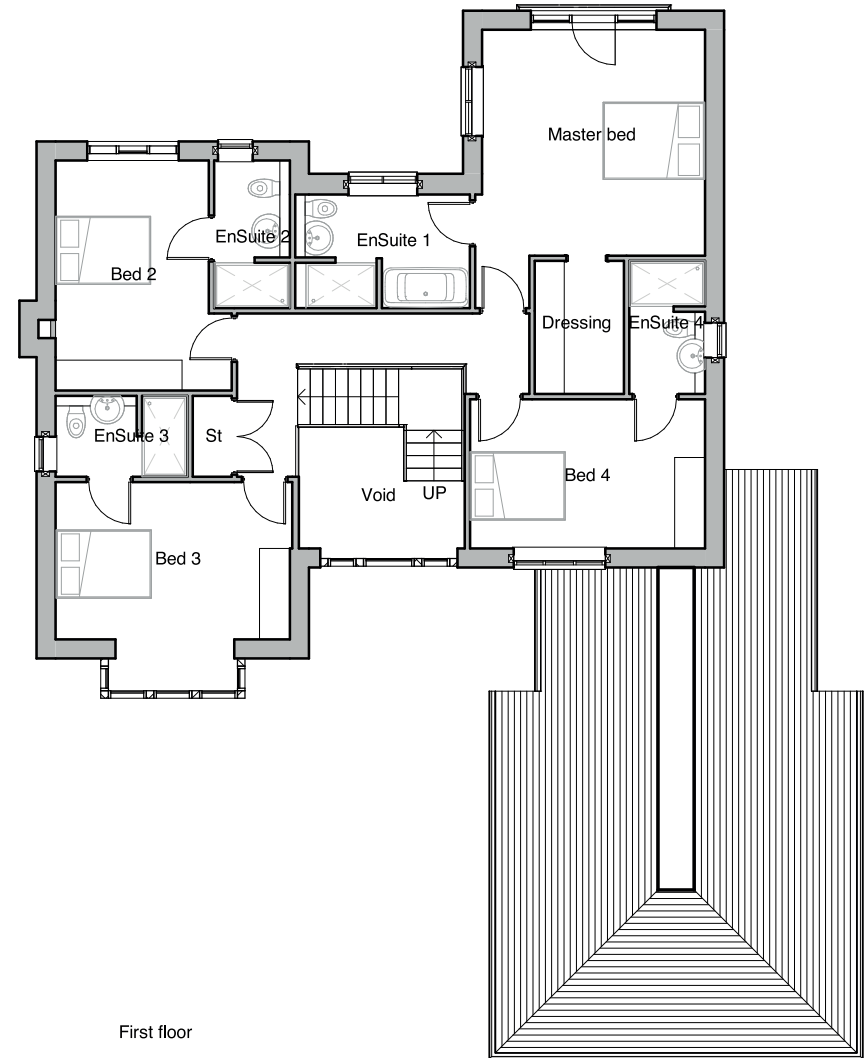 Master bed
EnSuite 2
EnSuite 1
Bed 2
Dressing
EnSuite 4
EnSuite 3
St
Bed 4
Void
UP
Bed 3
First floor